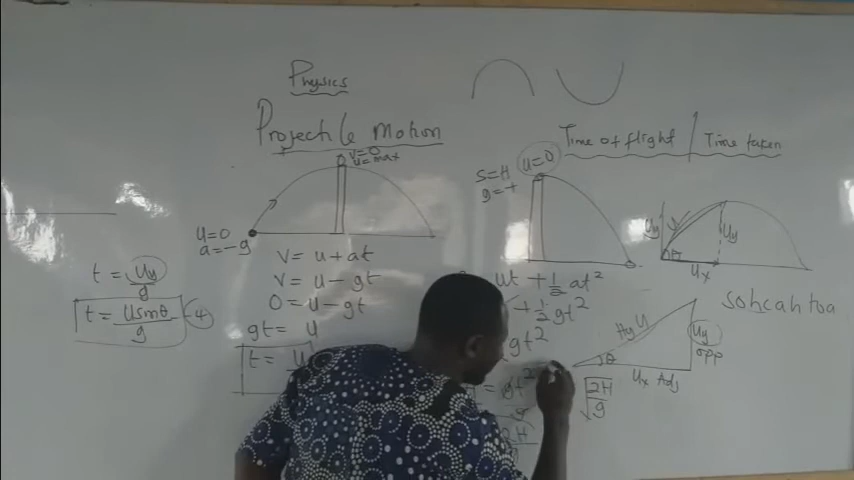 Physics
Projectile Motion
V=0
u=max
u=0
a=-g
V= u+at
V= u-gt
0= u-gt
gt= u
t= u
t= Uy/g
t= Usinθ/g -4
Time of flight / Time taken
u=0
S=H
g=+
ut + 1/2 at²
+ 1/2 gt²
gt²
= gt²
2H
√2H/g
Uy
U
θ
Uy
Ux
sohcahtoa
Hyp U
Uy
opp
θ
Ux Adj